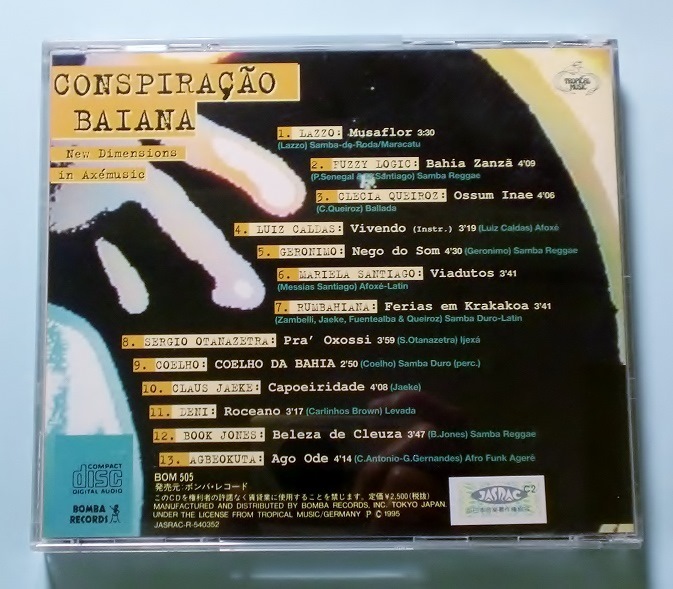 CONSPIRAÇÃO
BAIANA
New Dimensions
in Axémusic
TROPICAL
MUSIC
1. LAZZO: Musaflor 3:30
(Lazzo) Samba-de-Roda/Maracatu
2. FUZZY LOGIC: Bahia Zanzã 4'09
(P.Senegal & Santiago) Samba Reggae
3. CLECIA QUEIROZ: Ossum Inae 4'06
(C.Queiroz) Ballada
4. LUIZ CALDAS: Vivendo (Instr.) 3'19 (Luiz Caldas) Afoxé
5. GERONIMO: Nego do Som 4'30 (Geronimo) Samba Reggae
6. MARIELA SANTIAGO: Viadutos 3'41
(Messias Santiago) Afoxé-Latin
7. RUMBAHIANA: Ferias em Krakakoa 3'41
(Zambelli, Jaeke, Fuentealba & Queiroz) Samba Duro-Latin
8. SERGIO OTANAZETRA: Pra' Oxossi 3'59 (S.Otanazetra) Ijexá
9. COELHO: COELHO DA BAHIA 2'50 (Coelho) Samba Duro (perc.)
10. CLAUS JAEKE: Capoeiridade 4'08 (Jaeke)
11. DENI: Roceano 3'17 (Carlinhos Brown) Levada
12. BOOK JONES: Beleza de Cleuza 3'47 (B.Jones) Samba Reggae
13. AGBEOKUTA: Ago Ode 4'14 (C.Antonio-G.Gernandes) Afro Funk Agerê
COMPACT
disc
DIGITAL AUDIO
BOMBA
RECORDS
BOM 505
発売元:ボンバ・レコード
このCDを権利者の許諾なく賃貸業に使用することを禁じます。定価¥2,500(税抜)
MANUFACTURED AND DISTRIBUTED BY BOMBA RECORDS, INC. TOKYO JAPAN.
UNDER THE LICENSE FROM TROPICAL MUSIC/GERMANY P C 1995
JASRAC-R-540352
C2
JASRAC